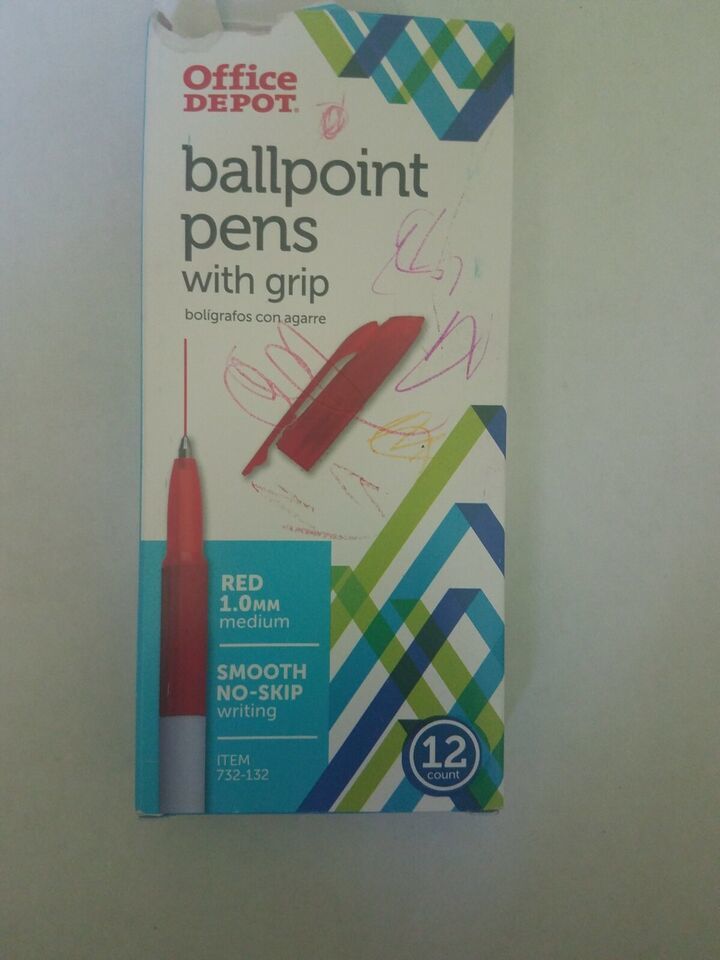 Office
DEPOT®
ballpoint
pens
with grip
bolígrafos con agarre
RED
1.0MM
medium
SMOOTH
NO-SKIP
writing
ITEM
732-132
12
count